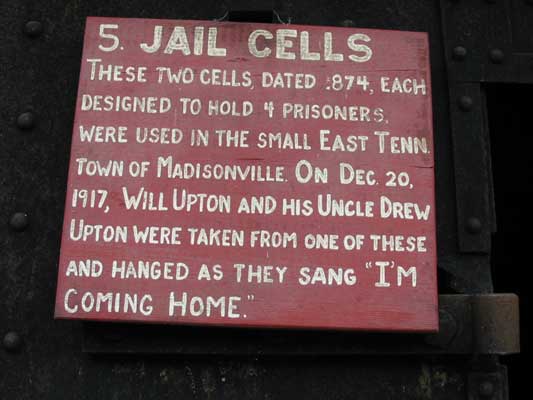 5. JAIL CELLS
THESE TWO CELLS, DATED 1874, EACH
DESIGNED TO HOLD 4 PRISONERS,
WERE USED IN THE SMALL EAST TENN.
TOWN OF MADISONVILLE. ON DEC. 20,
1917, WILL UPTON AND HIS UNCLE DREW
UPTON WERE TAKEN FROM ONE OF THESE
AND HANGED AS THEY SANG "I'M
COMING HOME."